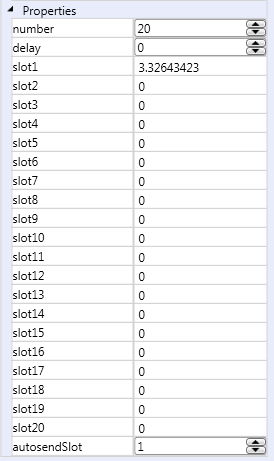 Properties
number 20
delay 0
slot1 3.32643423
slot2 0
slot3 0
slot4 0
slot5 0
slot6 0
slot7 0
slot8 0
slot9 0
slot10 0
slot11 0
slot12 0
slot13 0
slot14 0
slot15 0
slot16 0
slot17 0
slot18 0
slot19 0
slot20 0
autosendSlot 1